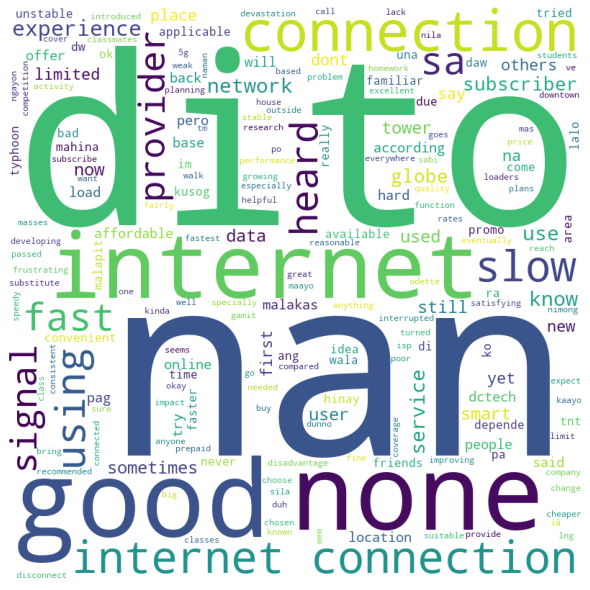 dito
nan
internet
good
none
connection
internet connection
slow
fast
provider
heard
signal
using
sa
experience
network
subscriber
globe
tower
data
use
know
service
smart
user
others
limited
unstable
place
applicable
tried
dw
ok
offer
back
will
dont
say
familiar
due
according
na
come
hard
used
available
promo
area
new
still
yet
dctech
people
depende
said
friends
location
sometimes
online
time
first
idea
wala
ang
try
faster
pag
never
convenient
affordable
malakas
malapit
kusog
base
im
pero
bad
now
mahina
load
typhoon
ngayon
competition
introduced
cover
classmates
activity
devastation
call
lack
5g
weak
based
naman
planning
problem
tm
house
outside
walk
research
stable
performance
po
growing
especially
helpful
really
reasonable
everywhere
goes
function
rates
nila
una
daw
homework
excellent
ve
students
downtown
mas
price
sabi
loaders
quality
plans
lalo
reach
eventually
satisfying
odette
ra
nimong
interrupted
turned
isp
di
poor
ko
expect
kaayo
tnt
limit
pa
company
change
cheaper
ia
lng
suitable
provide
improving
coverage
hinay
dunno
fine
disadvantage
choose
chosen
sila
duh
known
wew
classes
big
prepaid
anyone
impact
okay
seems
kinda
one
well
specially
gamit
maayo
great
anything
compared
go
needed
buy
fastest
fairly
want
subscribe
masses
developing
passed
frustrating
substitute
speedy
consistent
class
sure
bring
connected
recommended
disconnect